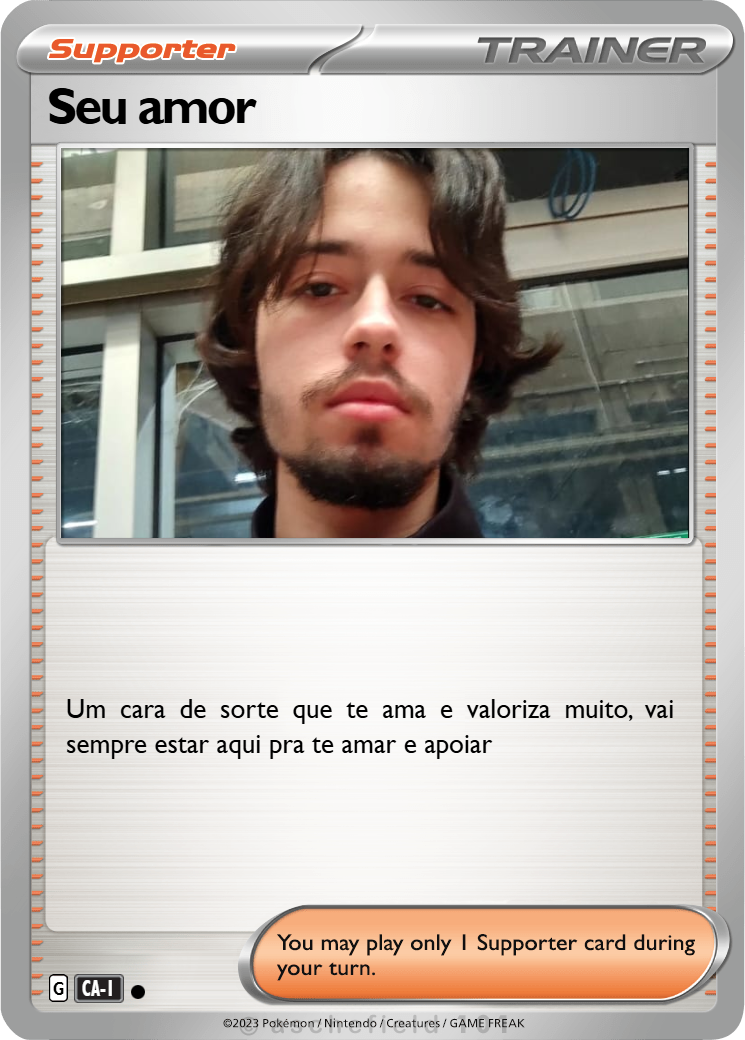 Supporter
TRAINER
Seu amor
Um cara de sorte que te ama e valoriza muito, vai
sempre estar aqui pra te amar e apoiar
You may play only 1 Supporter card during
your turn.
G CA-I
©2023 Pokémon / Nintendo / Creatures / GAME FREAK